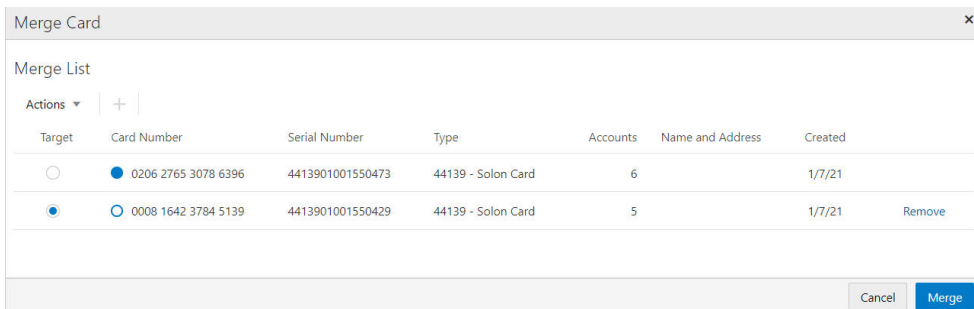 Merge Card
Merge List
Actions
Target Card Number Serial Number Type Accounts Name and Address Created
0206 2765 3078 6396 4413901001550473 44139 - Solon Card 6 1/7/21
0008 1642 3784 5139 4413901001550429 44139 - Solon Card 5 1/7/21 Remove
Cancel Merge